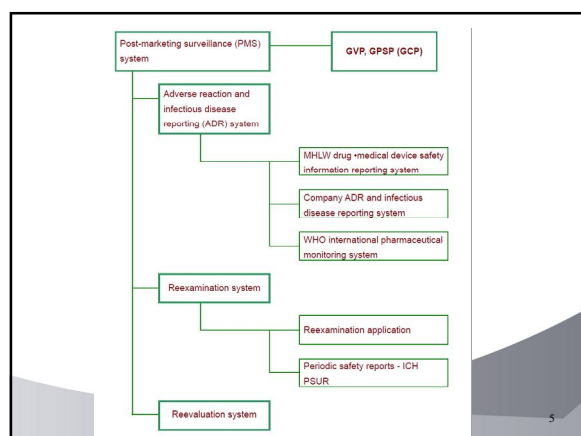 Post-marketing surveillance (PMS)
system
GVP, GPSP (GCP)
Adverse reaction and
infectious disease
reporting (ADR) system
MHLW drug •medical device safety
information reporting system
Company ADR and infectious
disease reporting system
WHO international pharmaceutical
monitoring system
Reexamination system
Reexamination application
Periodic safety reports - ICH
PSUR
Reevaluation system
5